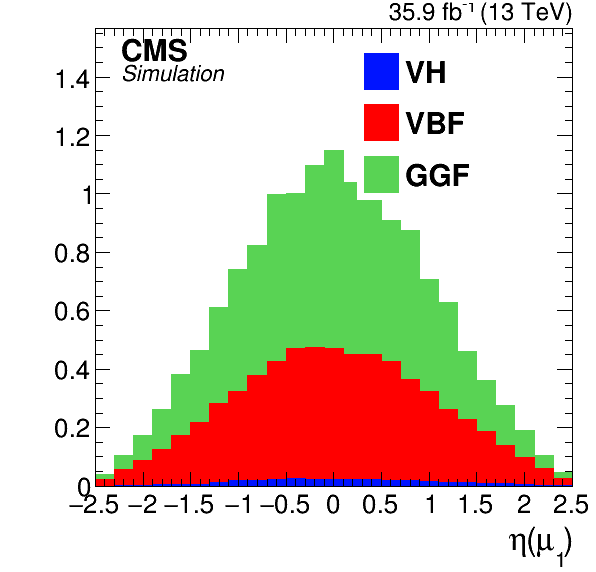 35.9 fb⁻¹ (13 TeV)
CMS
Simulation
VH
VBF
GGF
1.4
1.2
1
0.8
0.6
0.4
0.2
0
−2.5 −2 −1.5 −1 −0.5 0 0.5 1 1.5 2 2.5
η(μ₁)